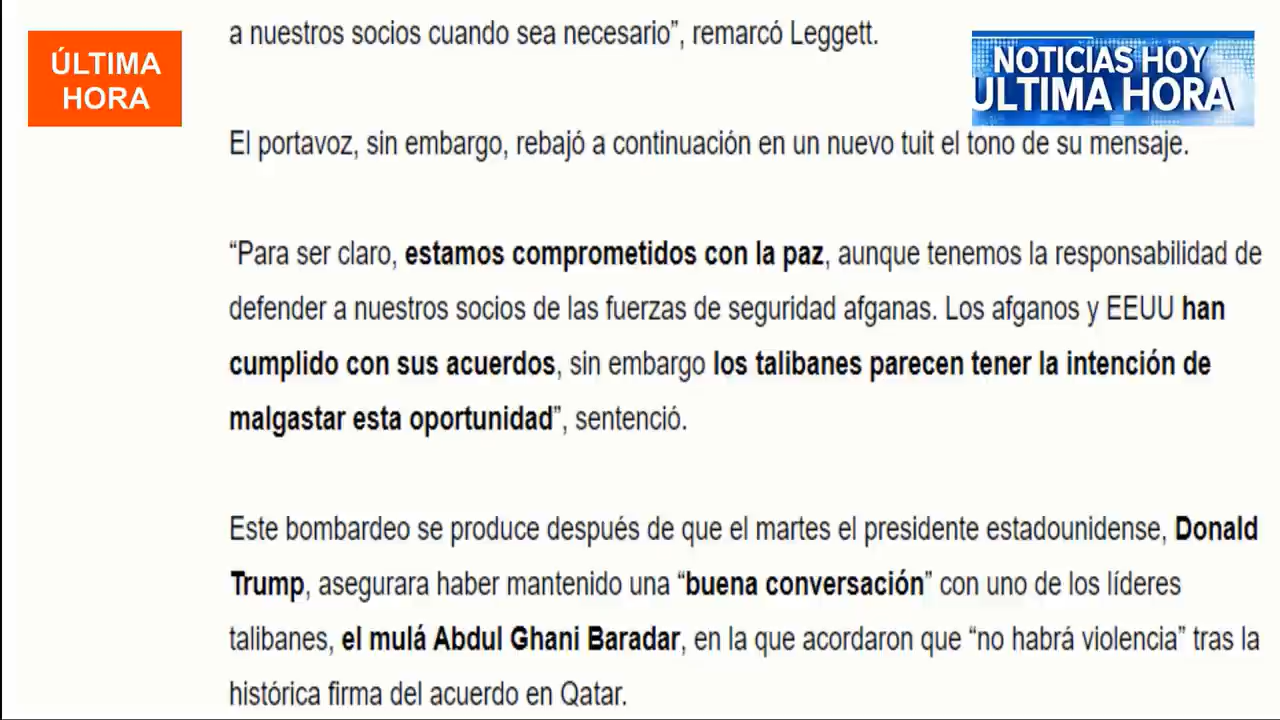 a nuestros socios cuando sea necesario”, remarcó Leggett.
ÚLTIMA
HORA
NOTICIAS HOY
ULTIMA HORA
El portavoz, sin embargo, rebajó a continuación en un nuevo tuit el tono de su mensaje.
“Para ser claro, estamos comprometidos con la paz, aunque tenemos la responsabilidad de
defender a nuestros socios de las fuerzas de seguridad afganas. Los afganos y EEUU han
cumplido con sus acuerdos, sin embargo los talibanes parecen tener la intención de
malgastar esta oportunidad”, sentenció.
Este bombardeo se produce después de que el martes el presidente estadounidense, Donald
Trump, asegurara haber mantenido una “buena conversación” con uno de los líderes
talibanes, el mulá Abdul Ghani Baradar, en la que acordaron que “no habrá violencia” tras la
histórica firma del acuerdo en Qatar.